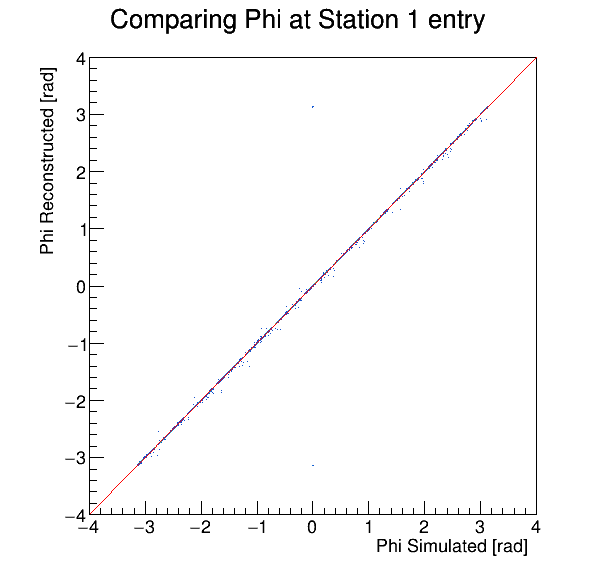 Comparing Phi at Station 1 entry
Phi Reconstructed [rad]
4
3
2
1
0
−1
−2
−3
−4
−4 −3 −2 −1 0 1 2 3 4
Phi Simulated [rad]